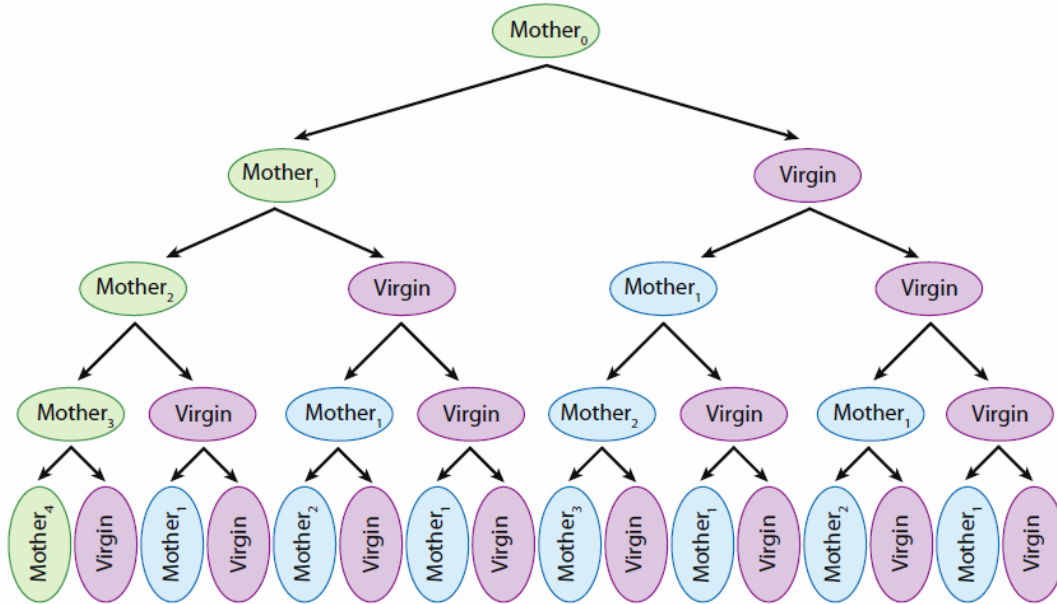 Mother₀
Mother₁ Virgin
Mother₂ Virgin Mother₁ Virgin
Mother₃ Virgin Mother₁ Virgin Mother₂ Virgin Mother₁ Virgin
Mother₄ Virgin Mother₁ Virgin Mother₂ Virgin Mother₁ Virgin Mother₃ Virgin Mother₁ Virgin Mother₂ Virgin Mother₁ Virgin